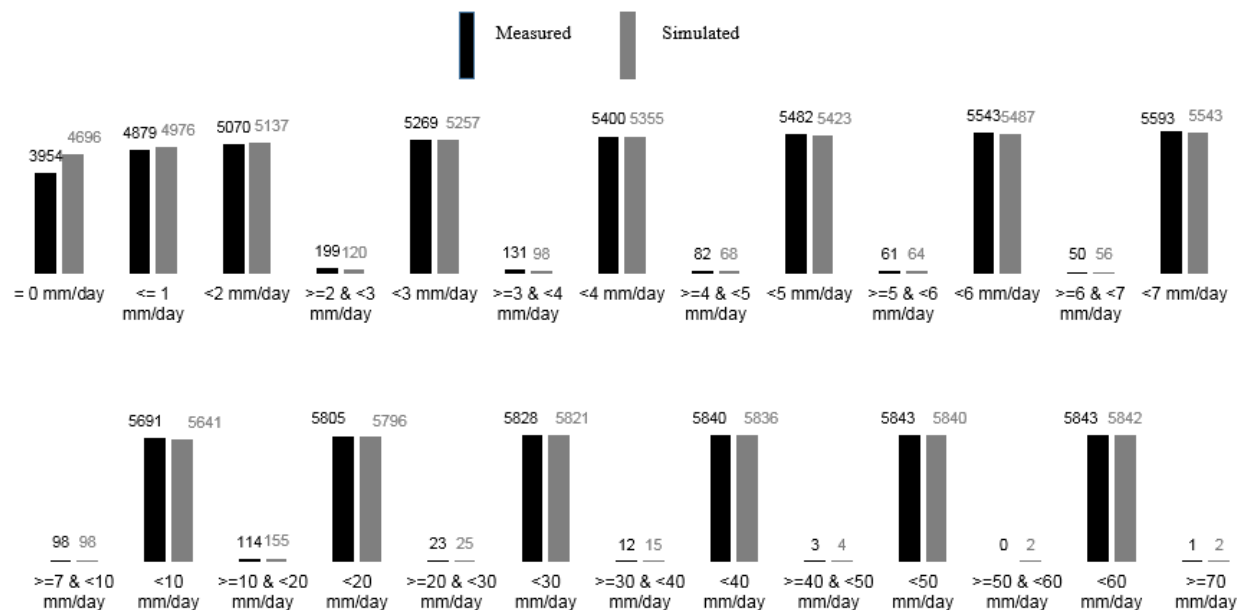 Measured Simulated
3954 4696 4879 4976 5070 5137 199 120 5269 5257 131 98 5400 5355 82 68 5482 5423 61 64 5543 5487 50 56 5593 5543
= 0 mm/day <= 1 <2 mm/day >=2 & <3 <3 mm/day >=3 & <4 <4 mm/day >=4 & <5 <5 mm/day >=5 & <6 <6 mm/day >=6 & <7 <7 mm/day
mm/day mm/day mm/day mm/day mm/day mm/day
98 98 5691 5641 114 155 5805 5796 23 25 5828 5821 12 15 5840 5836 3 4 5843 5840 0 2 5843 5842 1 2
>=7 & <10 <10 >=10 & <20 <20 >=20 & <30 <30 >=30 & <40 <40 >=40 & <50 <50 >=50 & <60 <60 >=70
mm/day mm/day mm/day mm/day mm/day mm/day mm/day mm/day mm/day mm/day mm/day mm/day mm/day